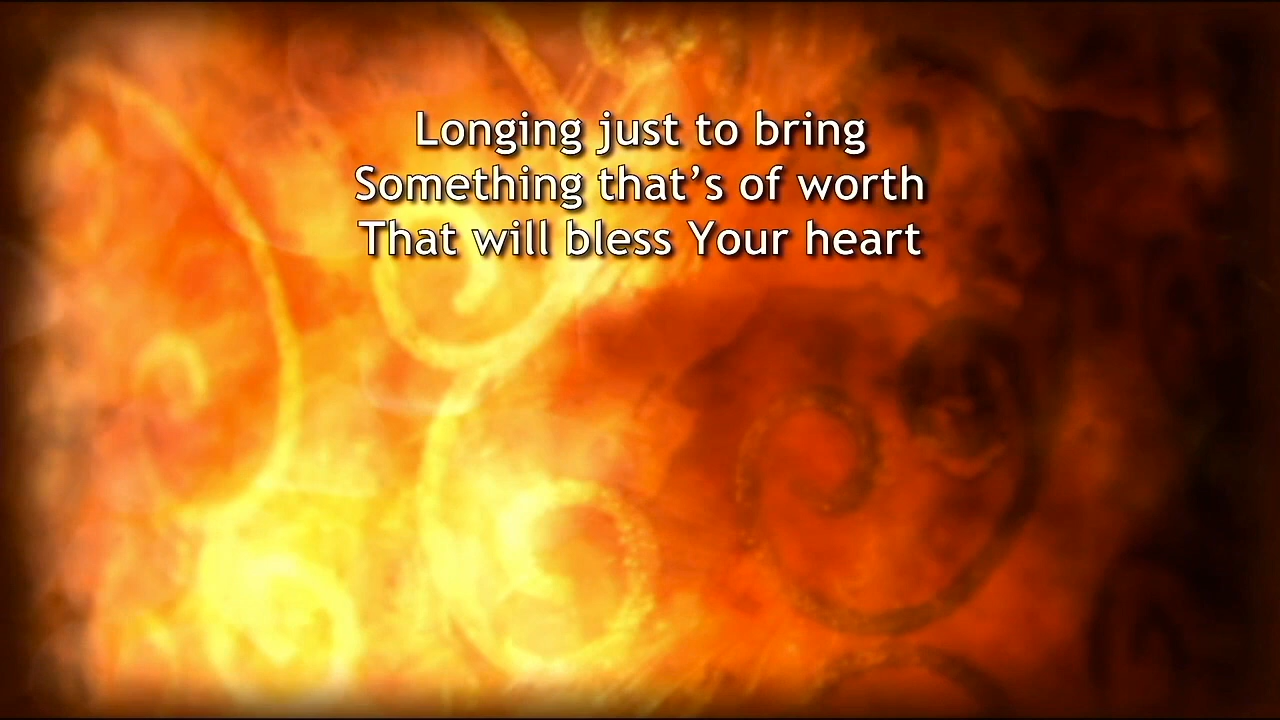 Longing just to bring
Something that’s of worth
That will bless Your heart